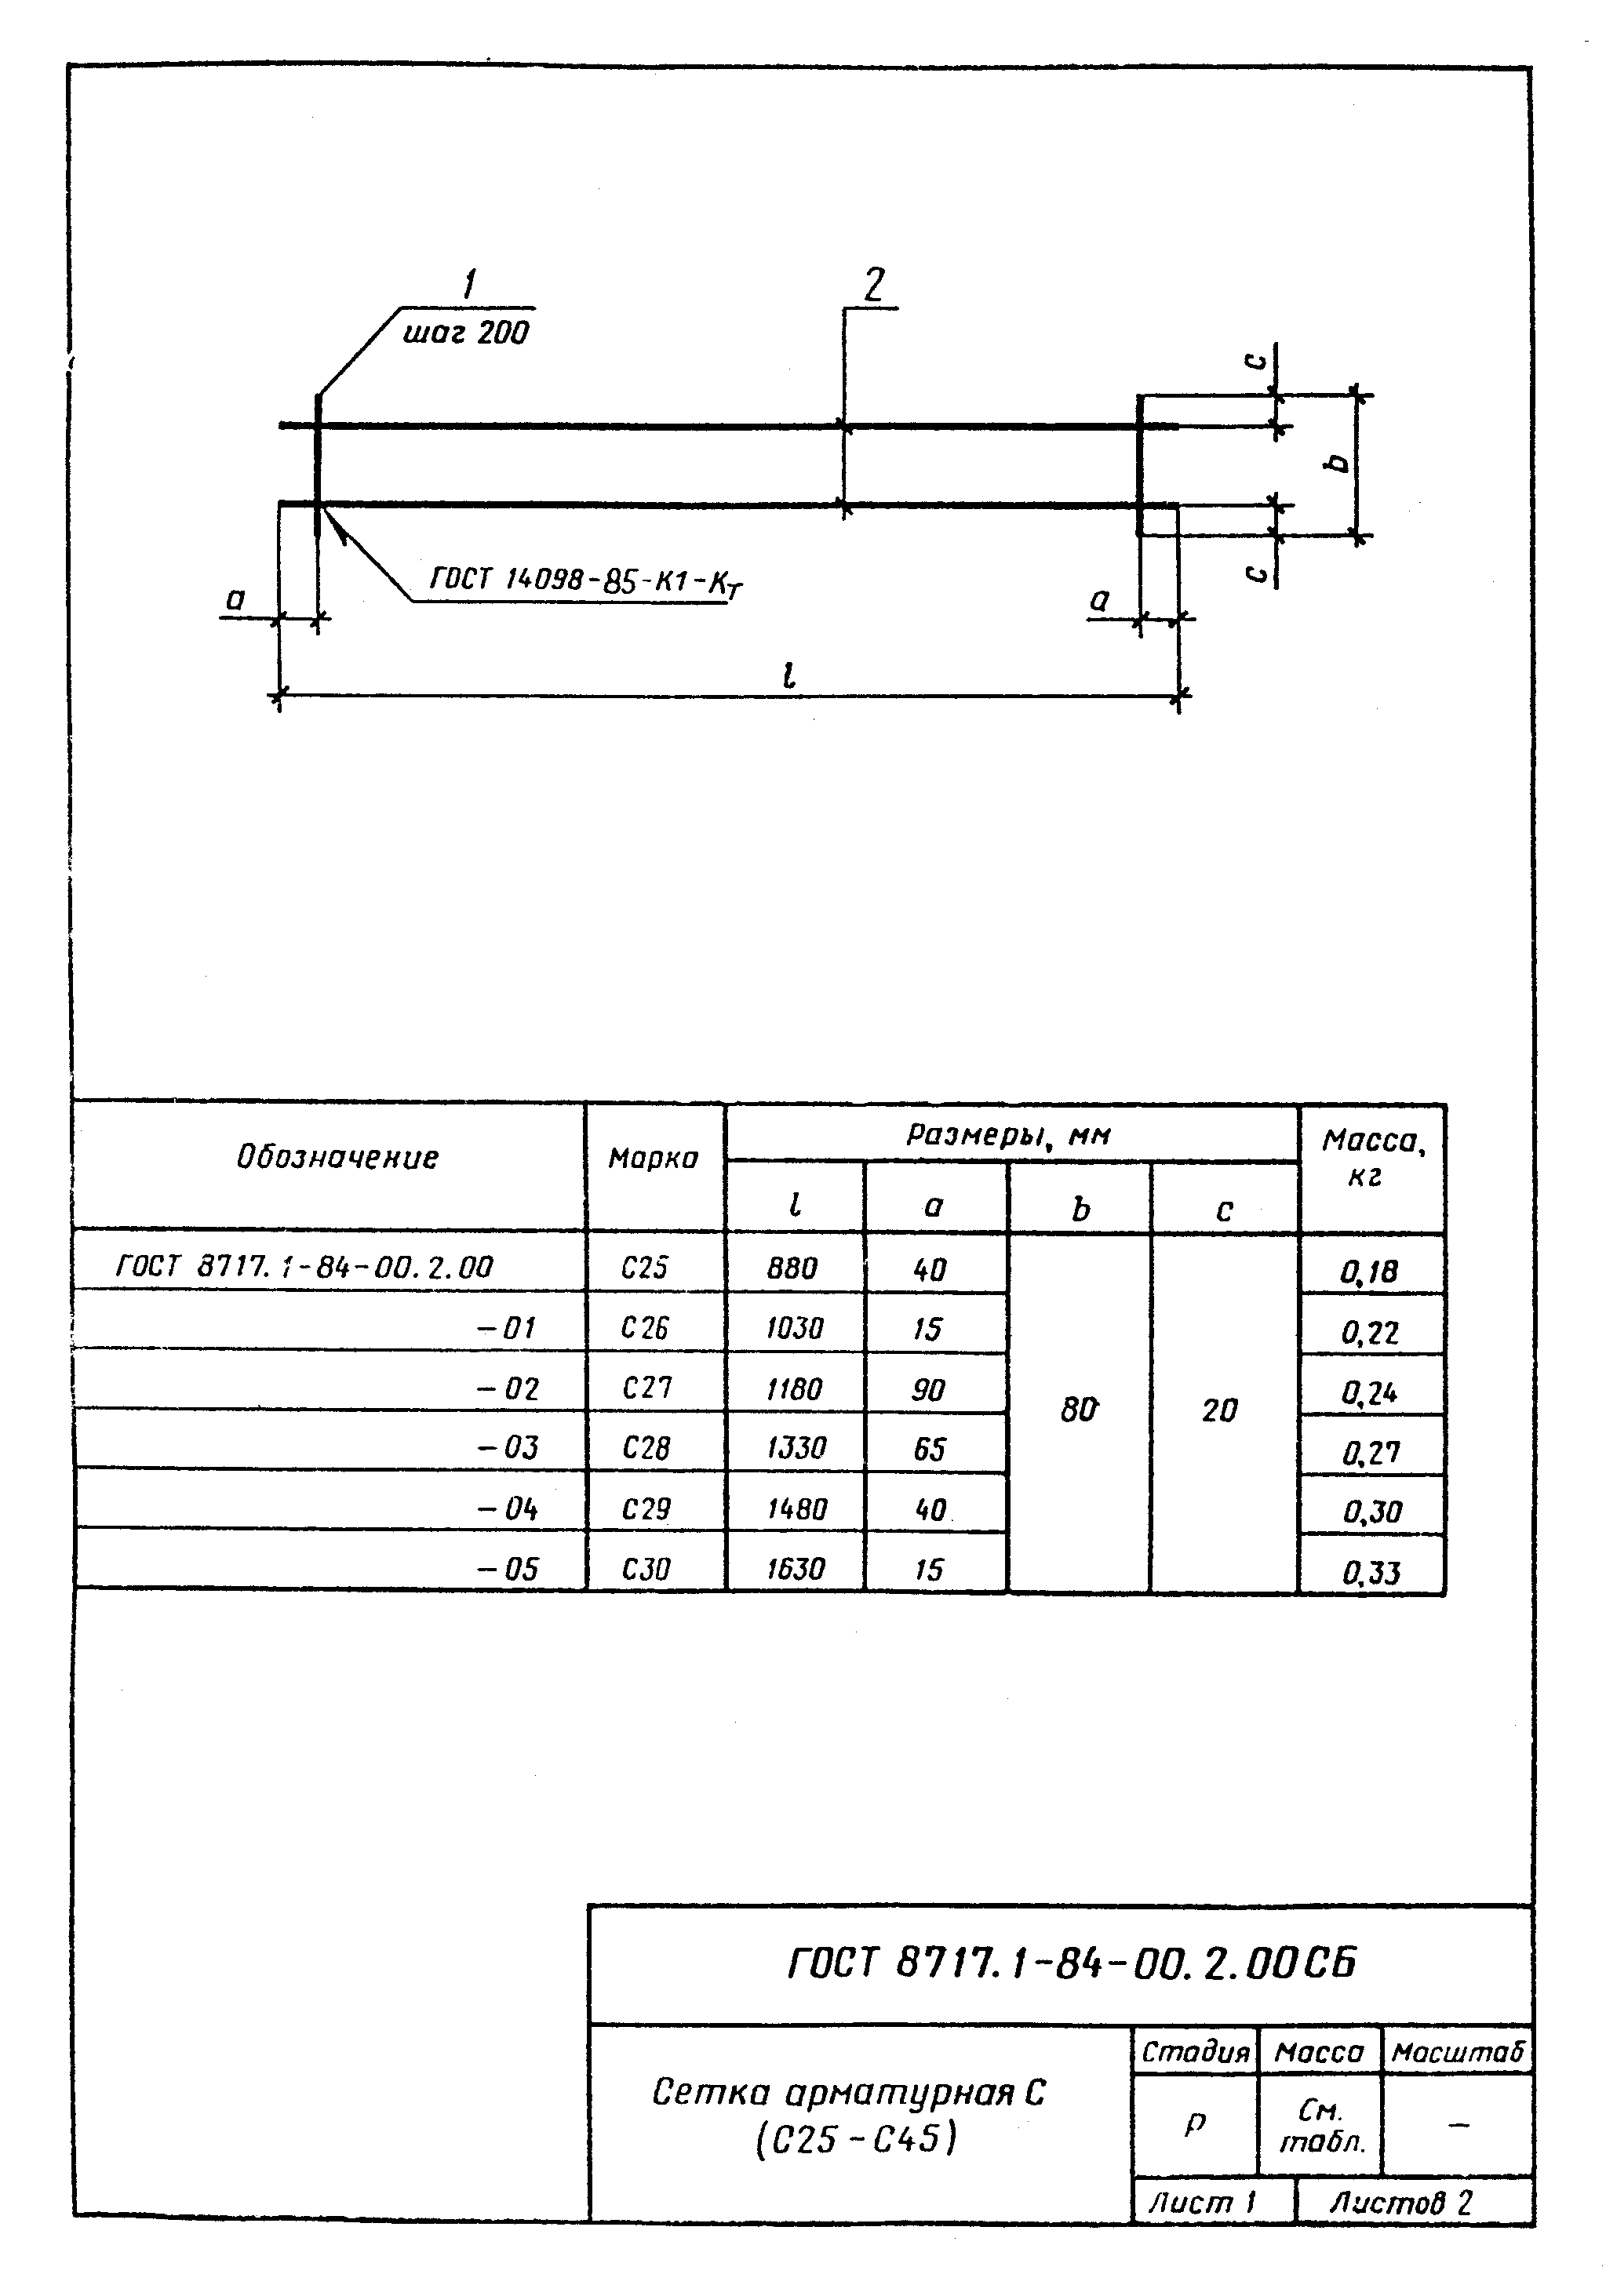 1
шаг 200
2
c
b
c
ГОСТ 14098-85-К1-Кт
a
a
l
Обозначение Марка Размеры, мм Масса, кг
l a b c
ГОСТ 8717.1-84-00.2.00 С25 880 40 80 20 0,18
-01 С26 1030 15 0,22
-02 С27 1180 90 0,24
-03 С28 1330 65 0,27
-04 С29 1480 40 0,30
-05 С30 1630 15 0,33
ГОСТ 8717.1-84-00.2.00СБ
Сетка арматурная С
(С25-С45)
Стадия Масса Масштаб
Р См. табл. –
Лист 1 Листов 2